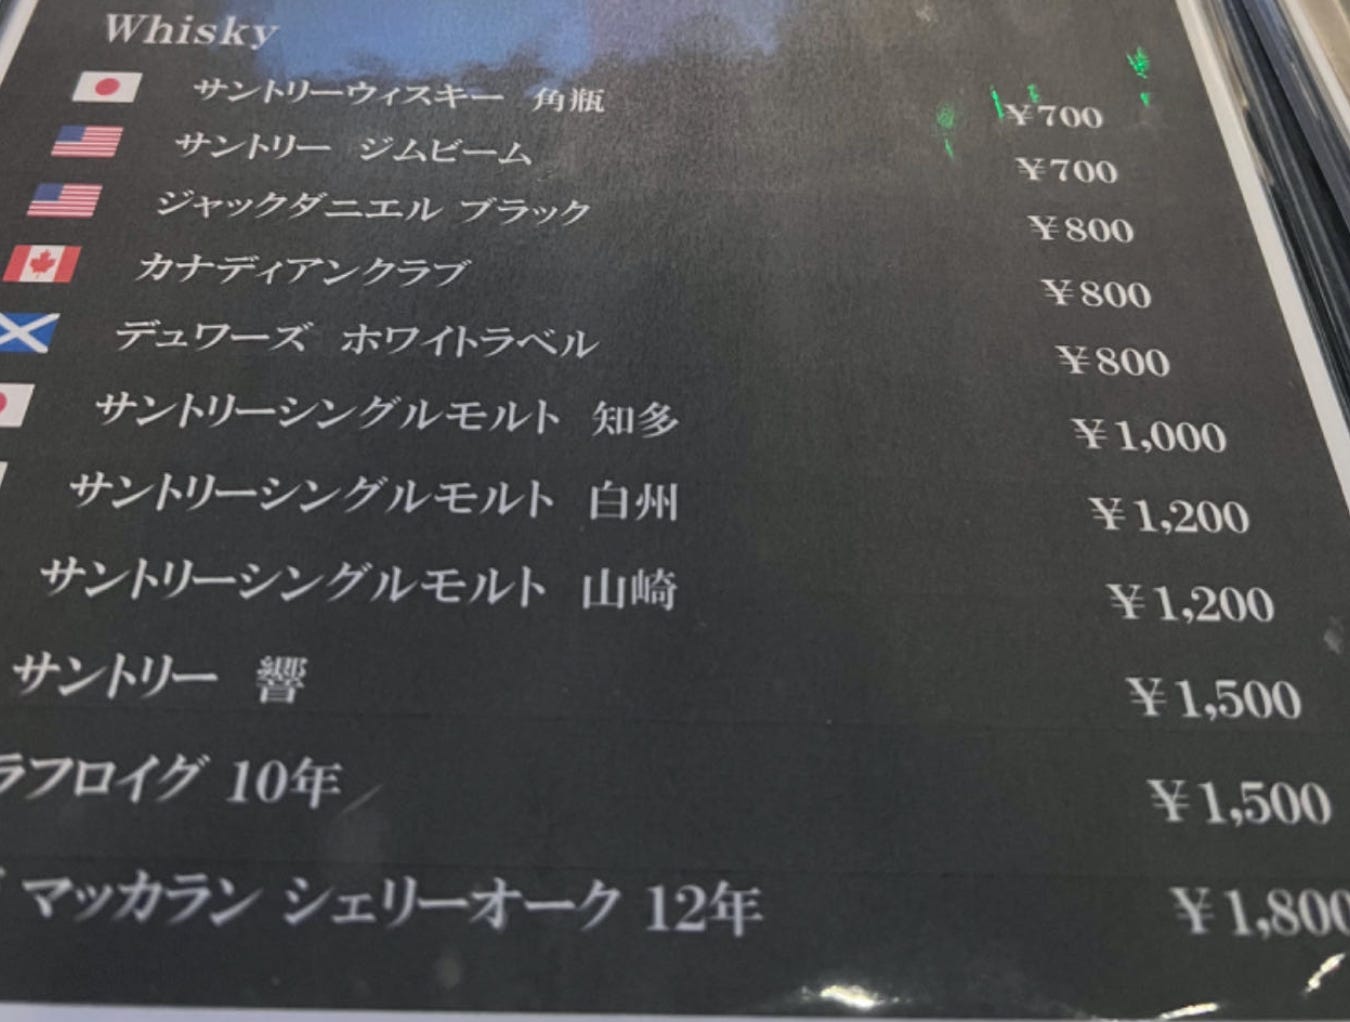 Whisky
サントリーウィスキー 角瓶 ¥700
サントリー ジムビーム ¥700
ジャックダニエル ブラック ¥800
カナディアンクラブ ¥800
デュワーズ ホワイトラベル ¥800
サントリーシングルモルト 知多 ¥1,000
サントリーシングルモルト 白州 ¥1,200
サントリーシングルモルト 山崎 ¥1,200
サントリー 響 ¥1,500
ラフロイグ 10年 ¥1,500
マッカラン シェリーオーク 12年 ¥1,800